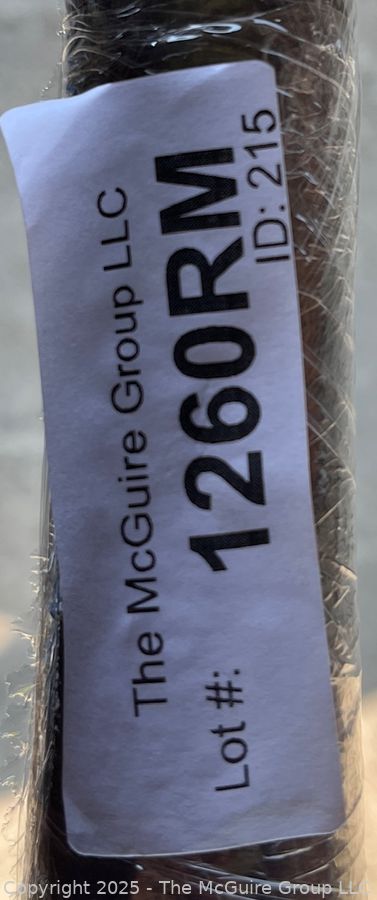 The McGuire Group LLC
Lot #: 1260RM
ID: 215
Copyright 2025 - The McGuire Group LLC